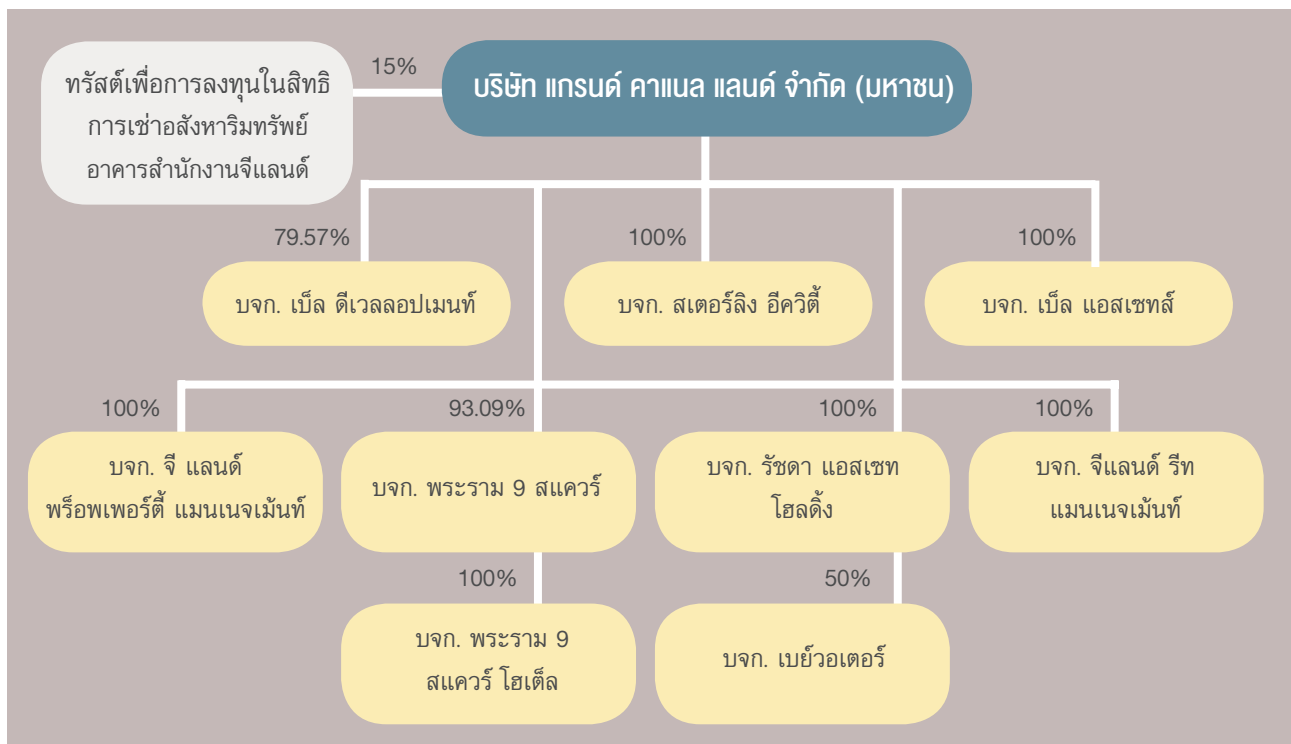 ทรัสต์เพื่อการลงทุนในสิทธิ
การเช่าอสังหาริมทรัพย์
อาคารสำนักงานจีแลนด์
15%
บริษัท แกรนด์ คาแนล แลนด์ จำกัด (มหาชน)
79.57%
100%
100%
บจก. เบ็ล ดีเวลลอปเมนท์
บจก. สเตอร์ลิง อีควิตี้
บจก. เบ็ล แอสเซทส์
100%
93.09%
100%
100%
บจก. จี แลนด์
พร็อพเพอร์ตี้ แมนเนจเม้นท์
บจก. พระราม 9 สแควร์
บจก. รัชดา แอสเซท
โฮลดิ้ง
บจก. จีแลนด์ รีท
แมนเนจเม้นท์
100%
50%
บจก. พระราม 9
สแควร์ โฮเต็ล
บจก. เบย์วอเตอร์